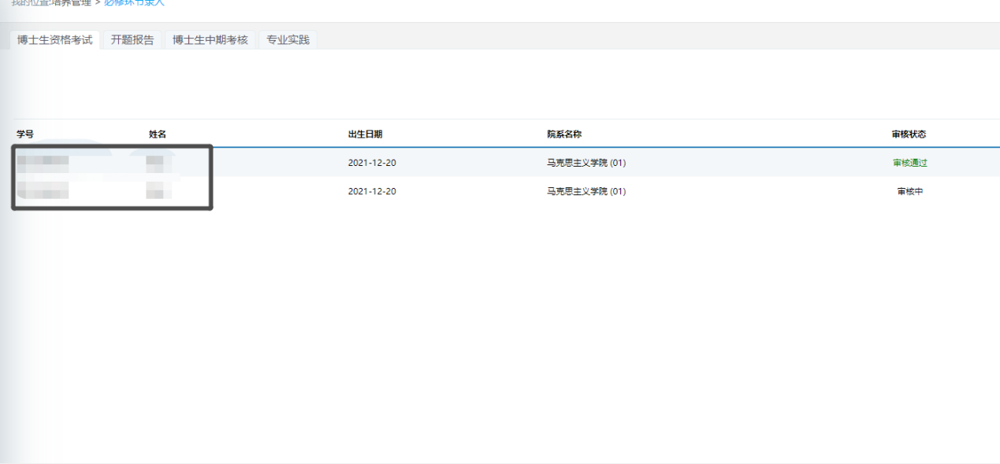 我的位置:培养管理 > 必修环节录入
博士生资格考试 开题报告 博士生中期考核 专业实践
学号 姓名 出生日期 院系名称 审核状态
2021-12-20 马克思主义学院 (01) 审核通过
2021-12-20 马克思主义学院 (01) 审核中